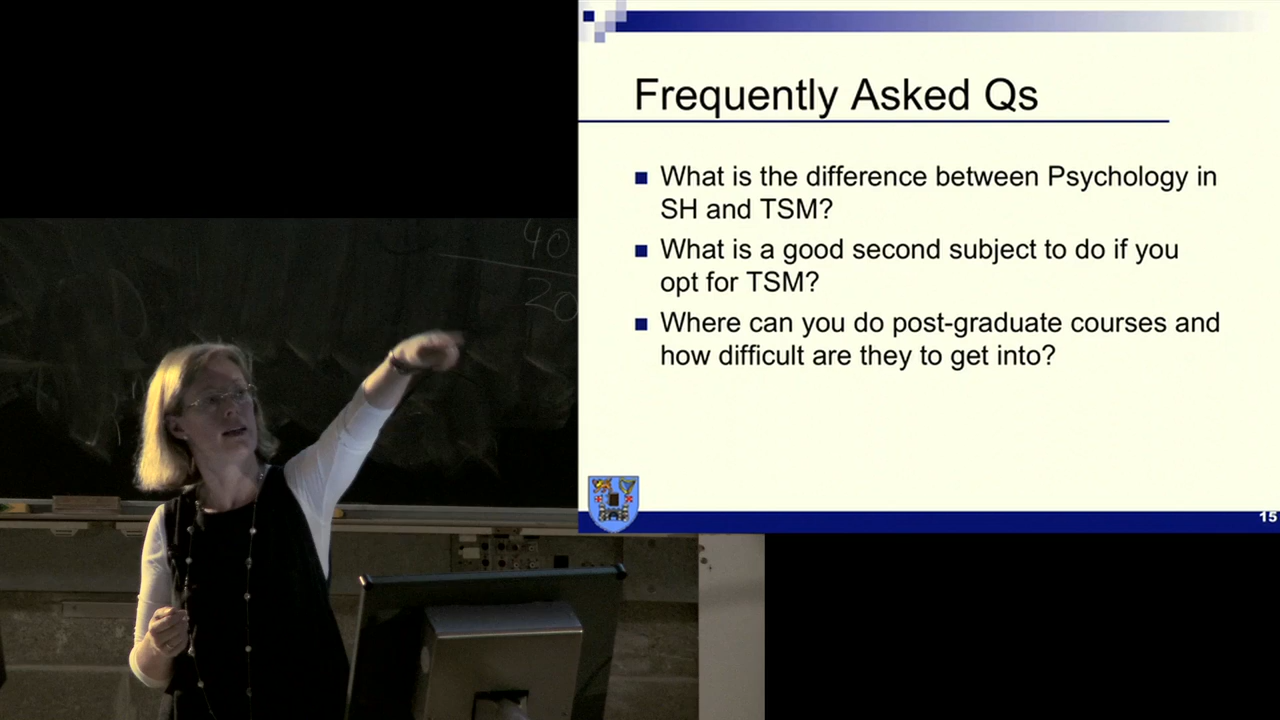 Frequently Asked Qs
What is the difference between Psychology in
SH and TSM?
What is a good second subject to do if you
opt for TSM?
Where can you do post-graduate courses and
how difficult are they to get into?
15
40
20